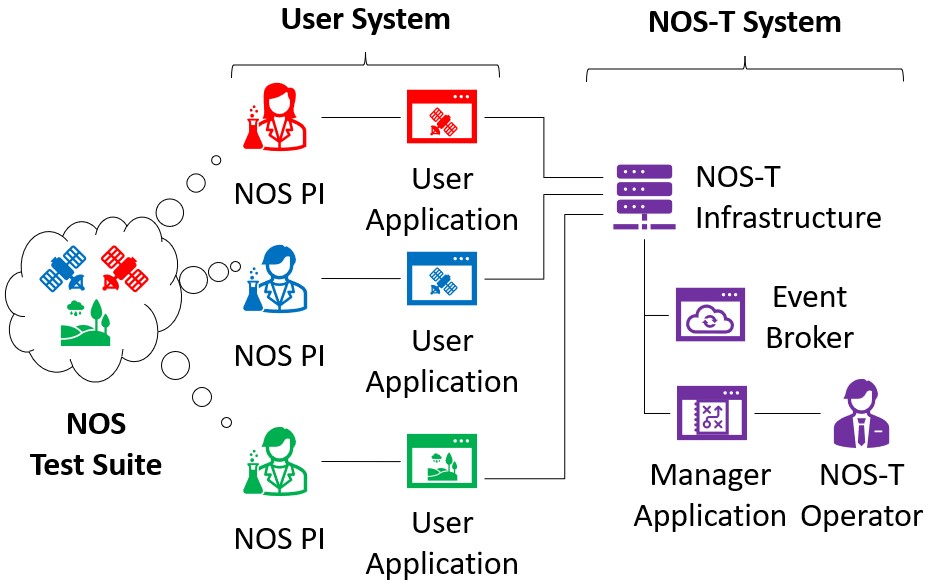 User System
NOS-T System
NOS PI
User
Application
NOS-T
Infrastructure
NOS PI
User
Application
Event
Broker
NOS
Test Suite
NOS PI
User
Application
Manager
Application
NOS-T
Operator